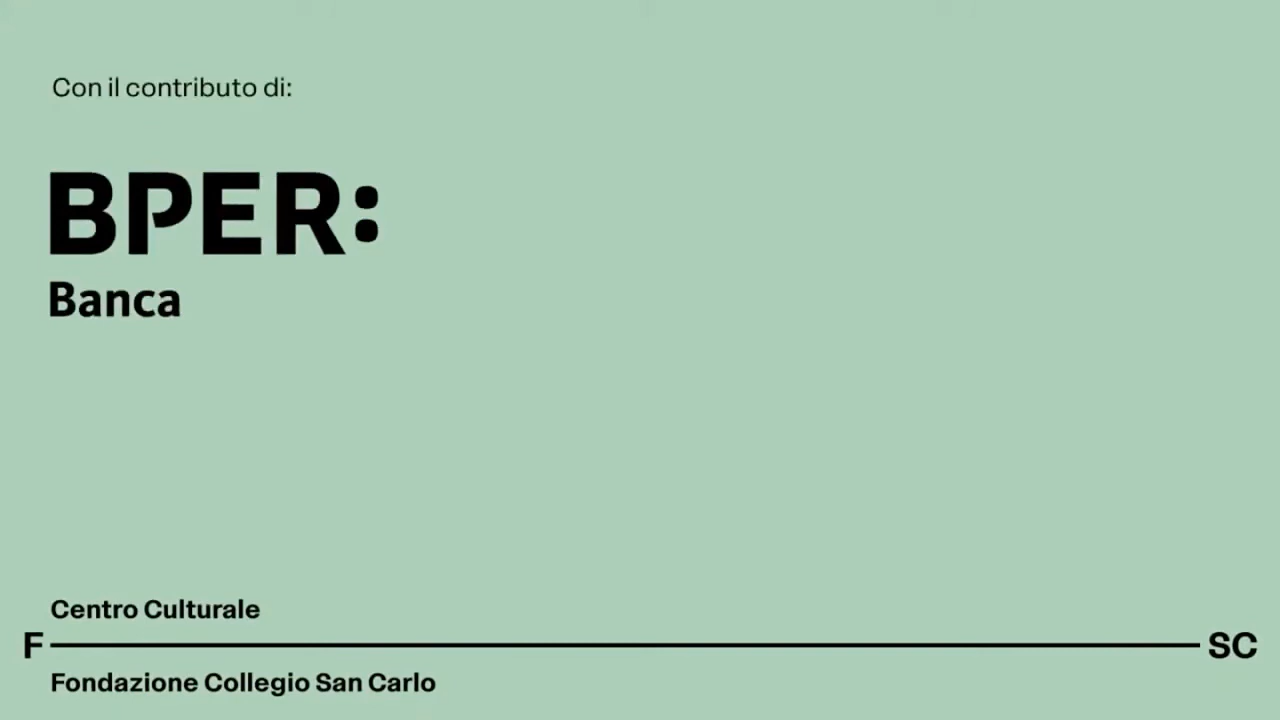 Con il contributo di:
BPER:
Banca
Centro Culturale
F SC
Fondazione Collegio San Carlo